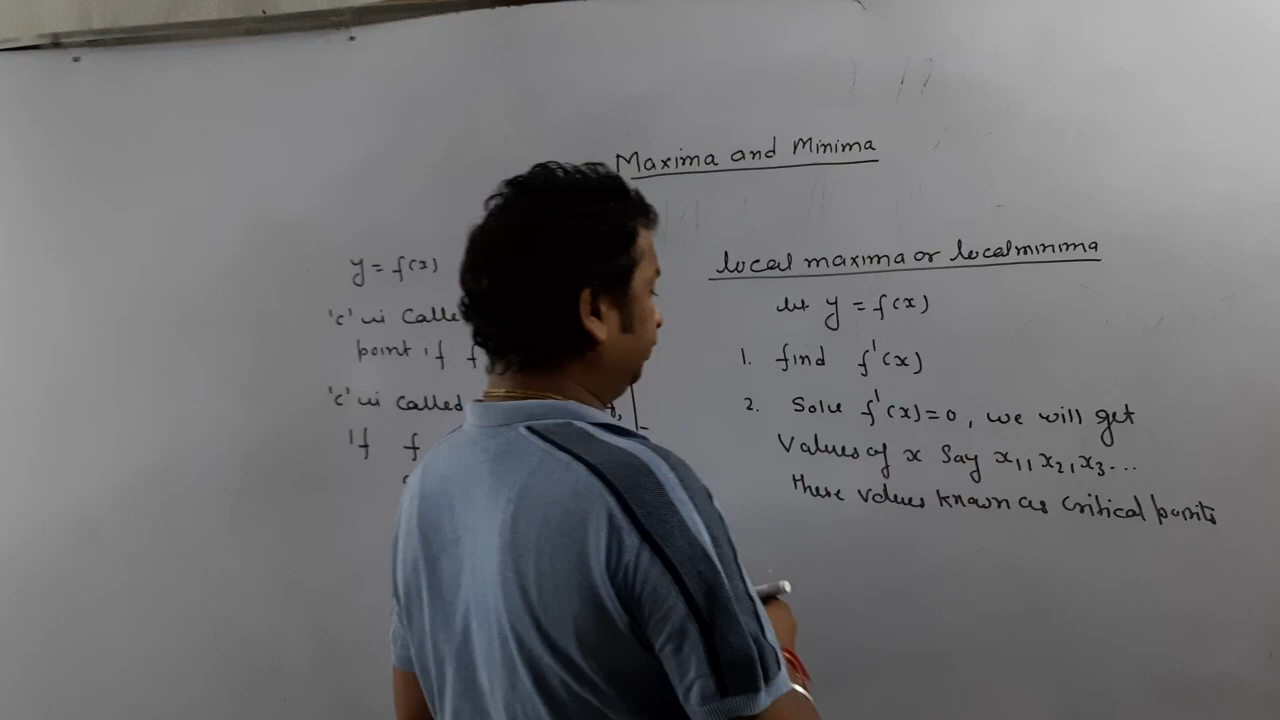 Maxima and Minima
y = f(x)
'c' is Calle
point if f
'c' is called
If f
local maxima or local minima
let y = f(x)
1. find f'(x)
2. Solve f'(x)=0, we will get
Values of x Say x1, x2, x3...
these values known as Critical points